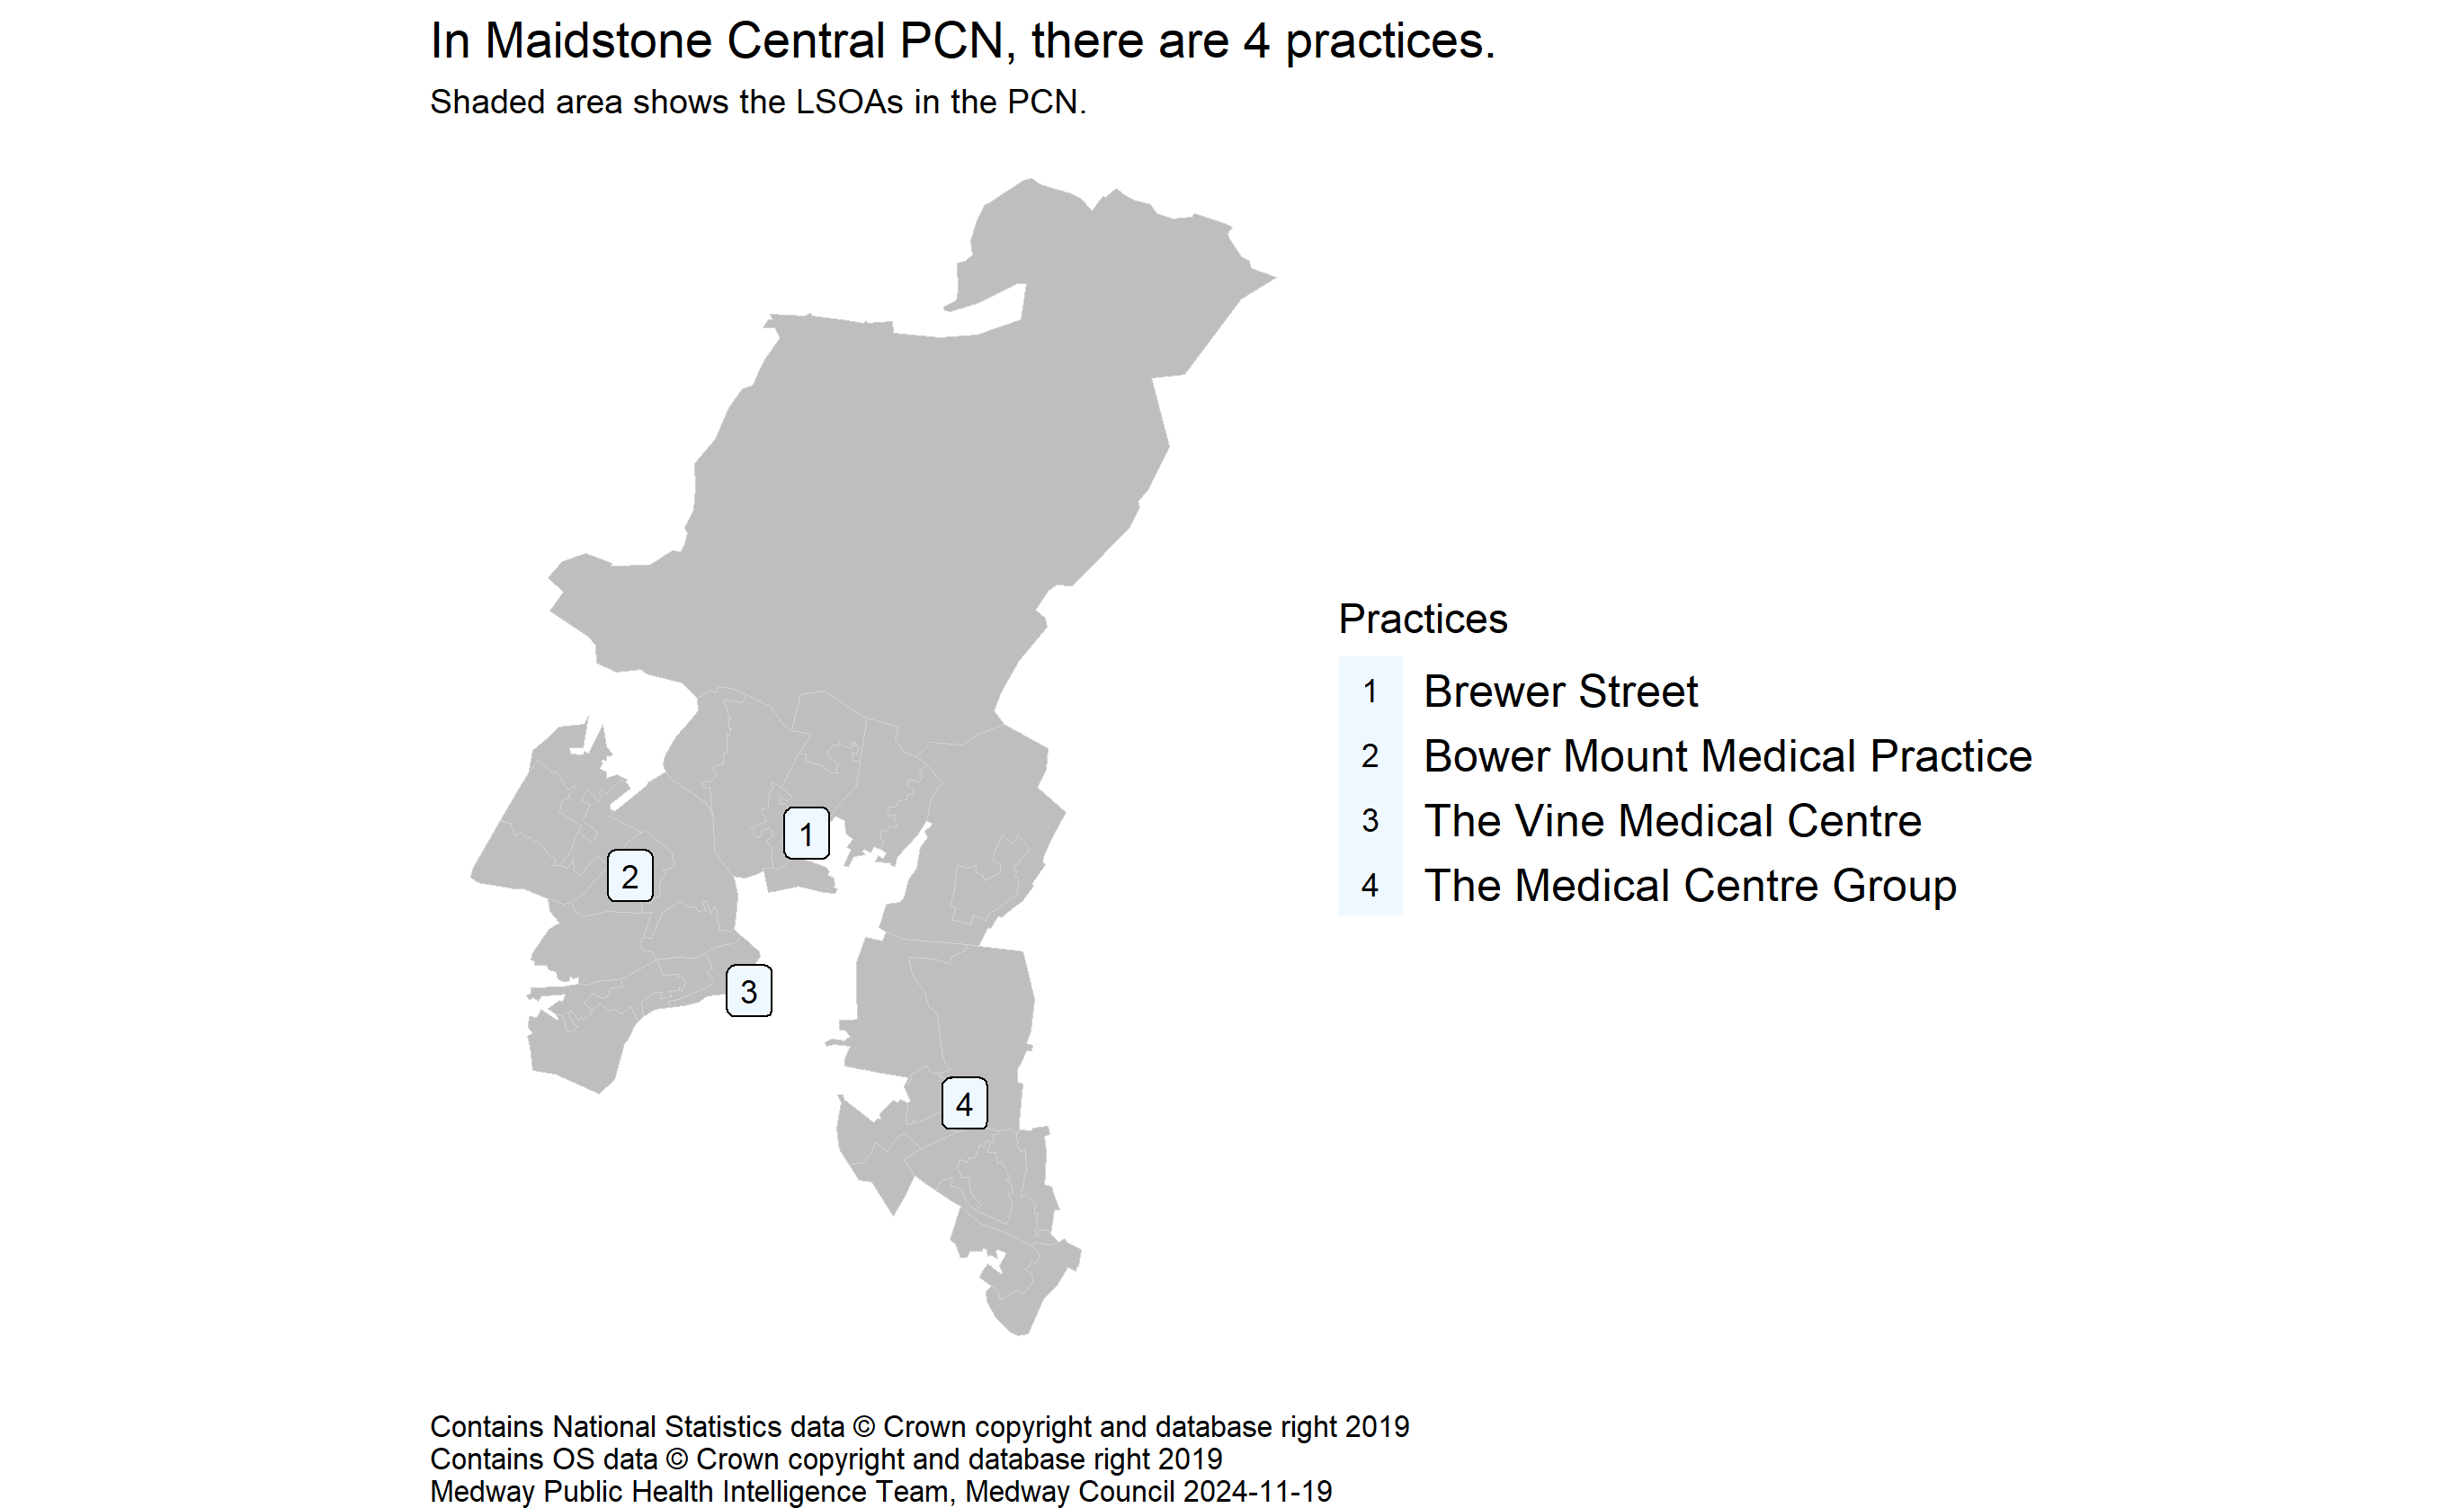 In Maidstone Central PCN, there are 4 practices.
Shaded area shows the LSOAs in the PCN.
1
2
3
4
Practices
1 Brewer Street
2 Bower Mount Medical Practice
3 The Vine Medical Centre
4 The Medical Centre Group
Contains National Statistics data © Crown copyright and database right 2019
Contains OS data © Crown copyright and database right 2019
Medway Public Health Intelligence Team, Medway Council 2024-11-19